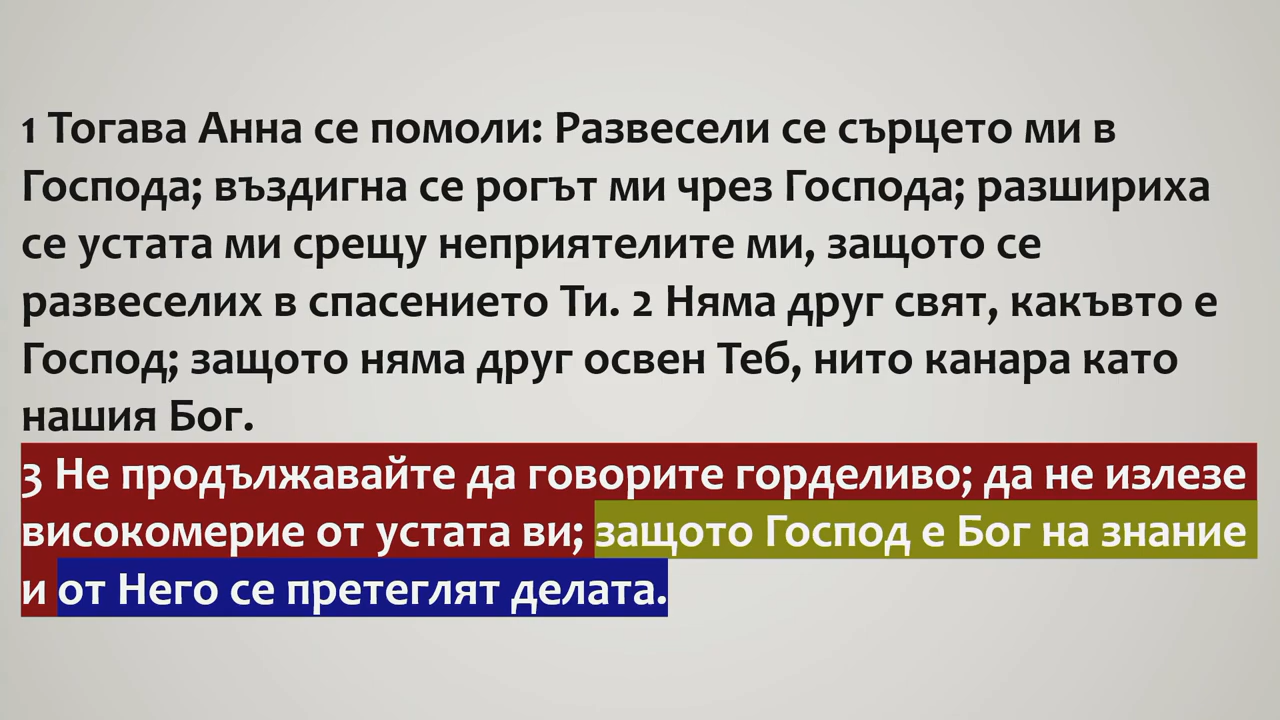 1 Тогава Анна се помоли: Развесели се сърцето ми в
Господа; въздигна се рогът ми чрез Господа; разшириха
се устата ми срещу неприятелите ми, защото се
развеселих в спасението Ти. 2 Няма друг свят, какъвто е
Господ; защото няма друг освен Теб, нито канара като
нашия Бог.
3 Не продължавайте да говорите горделиво; да не излезе
високомерие от устата ви; защото Господ е Бог на знание
и от Него се претеглят делата.